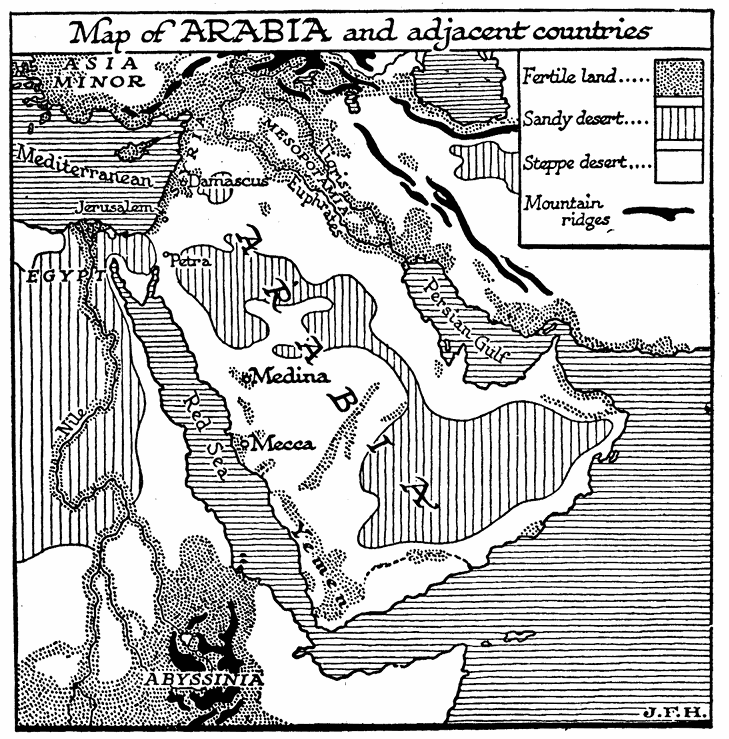 Map of ARABIA and adjacent countries
ASIA
MINOR
Fertile land.....
Sandy desert....
Steppe desert....
Mountain
ridges
Mediterranean
SYRIA
MESOPOTAMIA
Tigris
Euphrates
Damascus
Jerusalem
EGYPT
Petra
ARABIA
Persian Gulf
Medina
Nile
Red Sea
Mecca
Yemen
ABYSSINIA
J.F.H.